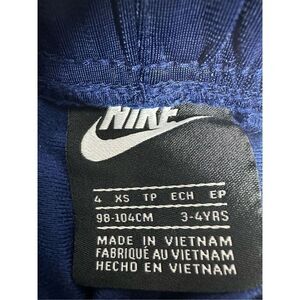 NIKE
4 XS TP ECH EP
98-104CM 3-4YRS
MADE IN VIETNAM
FABRIQUÉ AU VIETNAM
HECHO EN VIETNAM